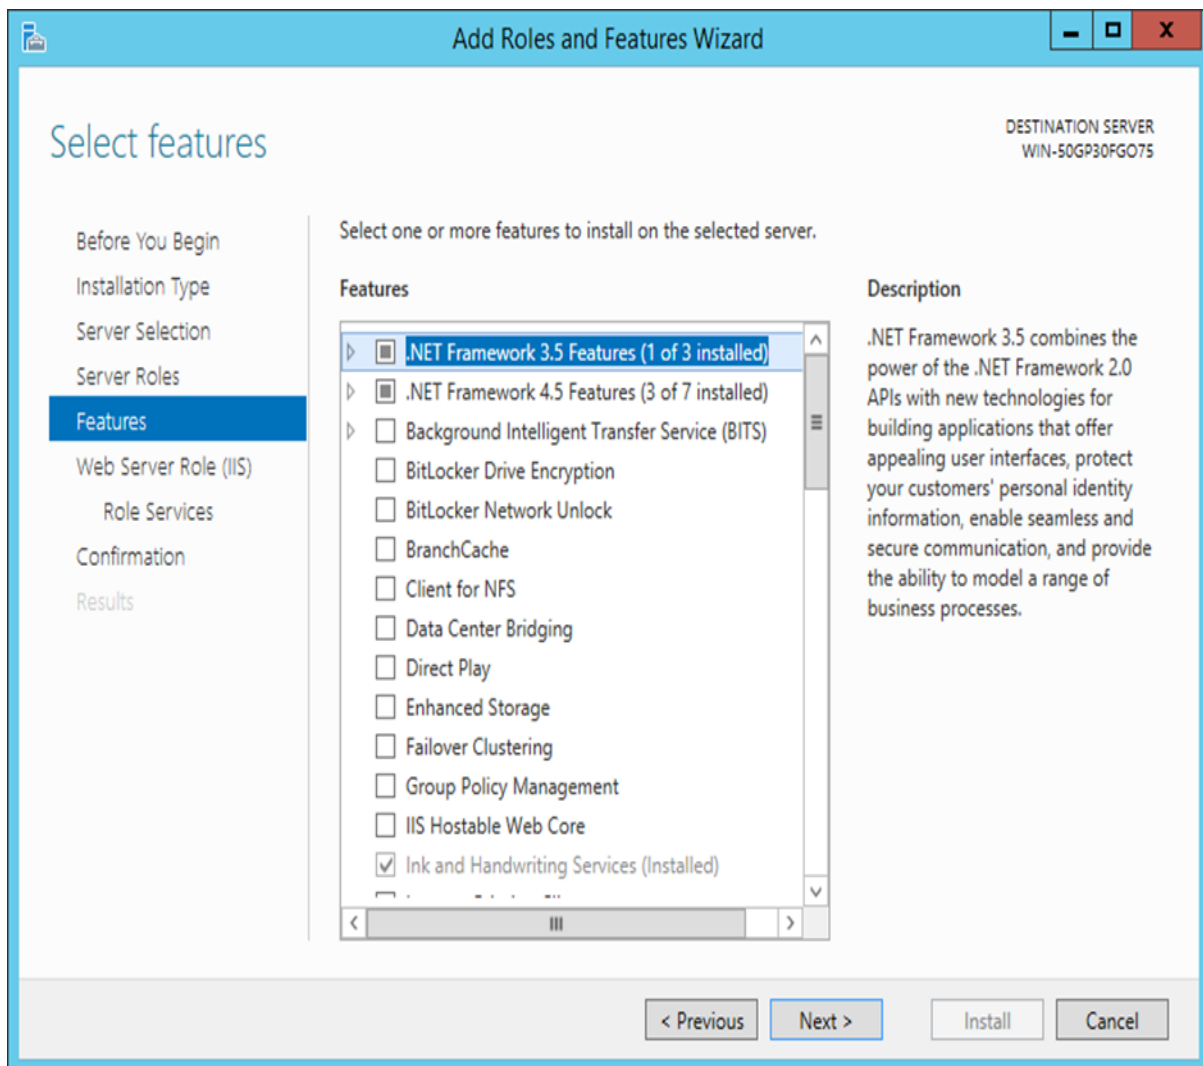 Add Roles and Features Wizard
Select features
DESTINATION SERVER
WIN-50GP30FGO75
Before You Begin
Installation Type
Server Selection
Server Roles
Features
Web Server Role (IIS)
Role Services
Confirmation
Results
Select one or more features to install on the selected server.
Features
.NET Framework 3.5 Features (1 of 3 installed)
.NET Framework 4.5 Features (3 of 7 installed)
Background Intelligent Transfer Service (BITS)
BitLocker Drive Encryption
BitLocker Network Unlock
BranchCache
Client for NFS
Data Center Bridging
Direct Play
Enhanced Storage
Failover Clustering
Group Policy Management
IIS Hostable Web Core
Ink and Handwriting Services (Installed)
Description
.NET Framework 3.5 combines the
power of the .NET Framework 2.0
APIs with new technologies for
building applications that offer
appealing user interfaces, protect
your customers' personal identity
information, enable seamless and
secure communication, and provide
the ability to model a range of
business processes.
< Previous
Next >
Install
Cancel